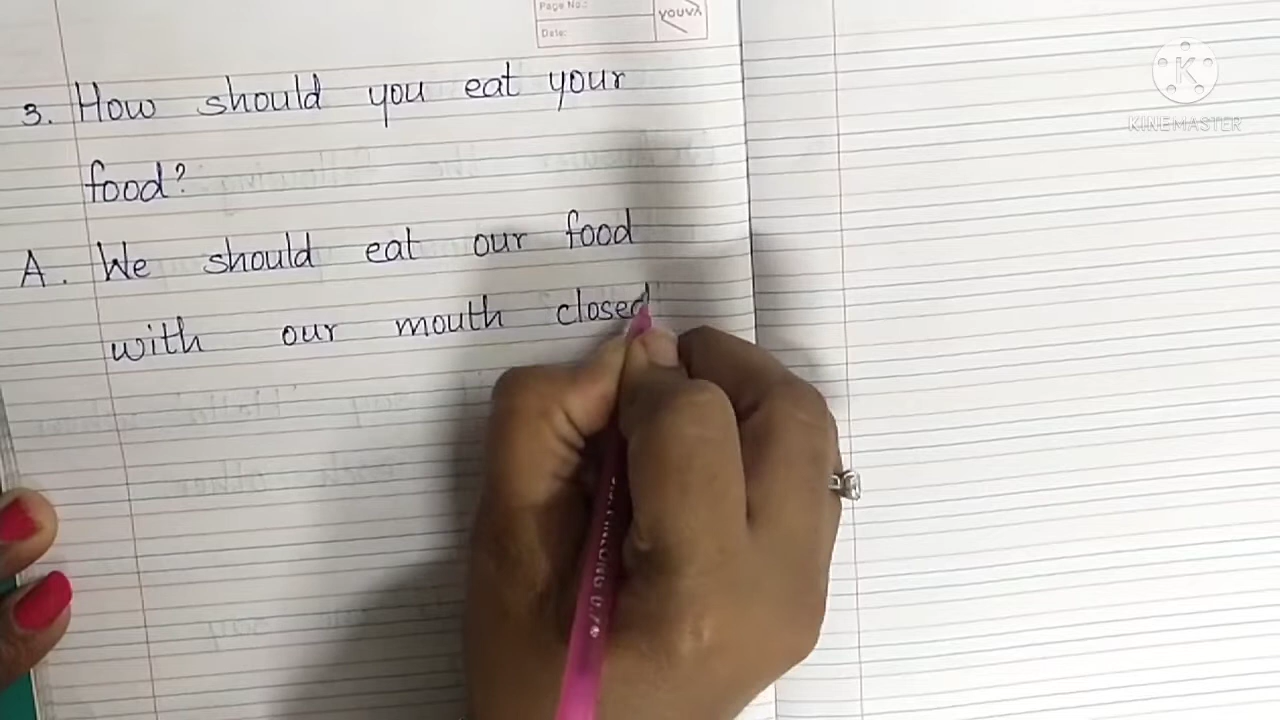 Page No.:
Date:
YOUVA
KINEMASTER
3. How should you eat your
food?
A. We should eat our food
with our mouth closed